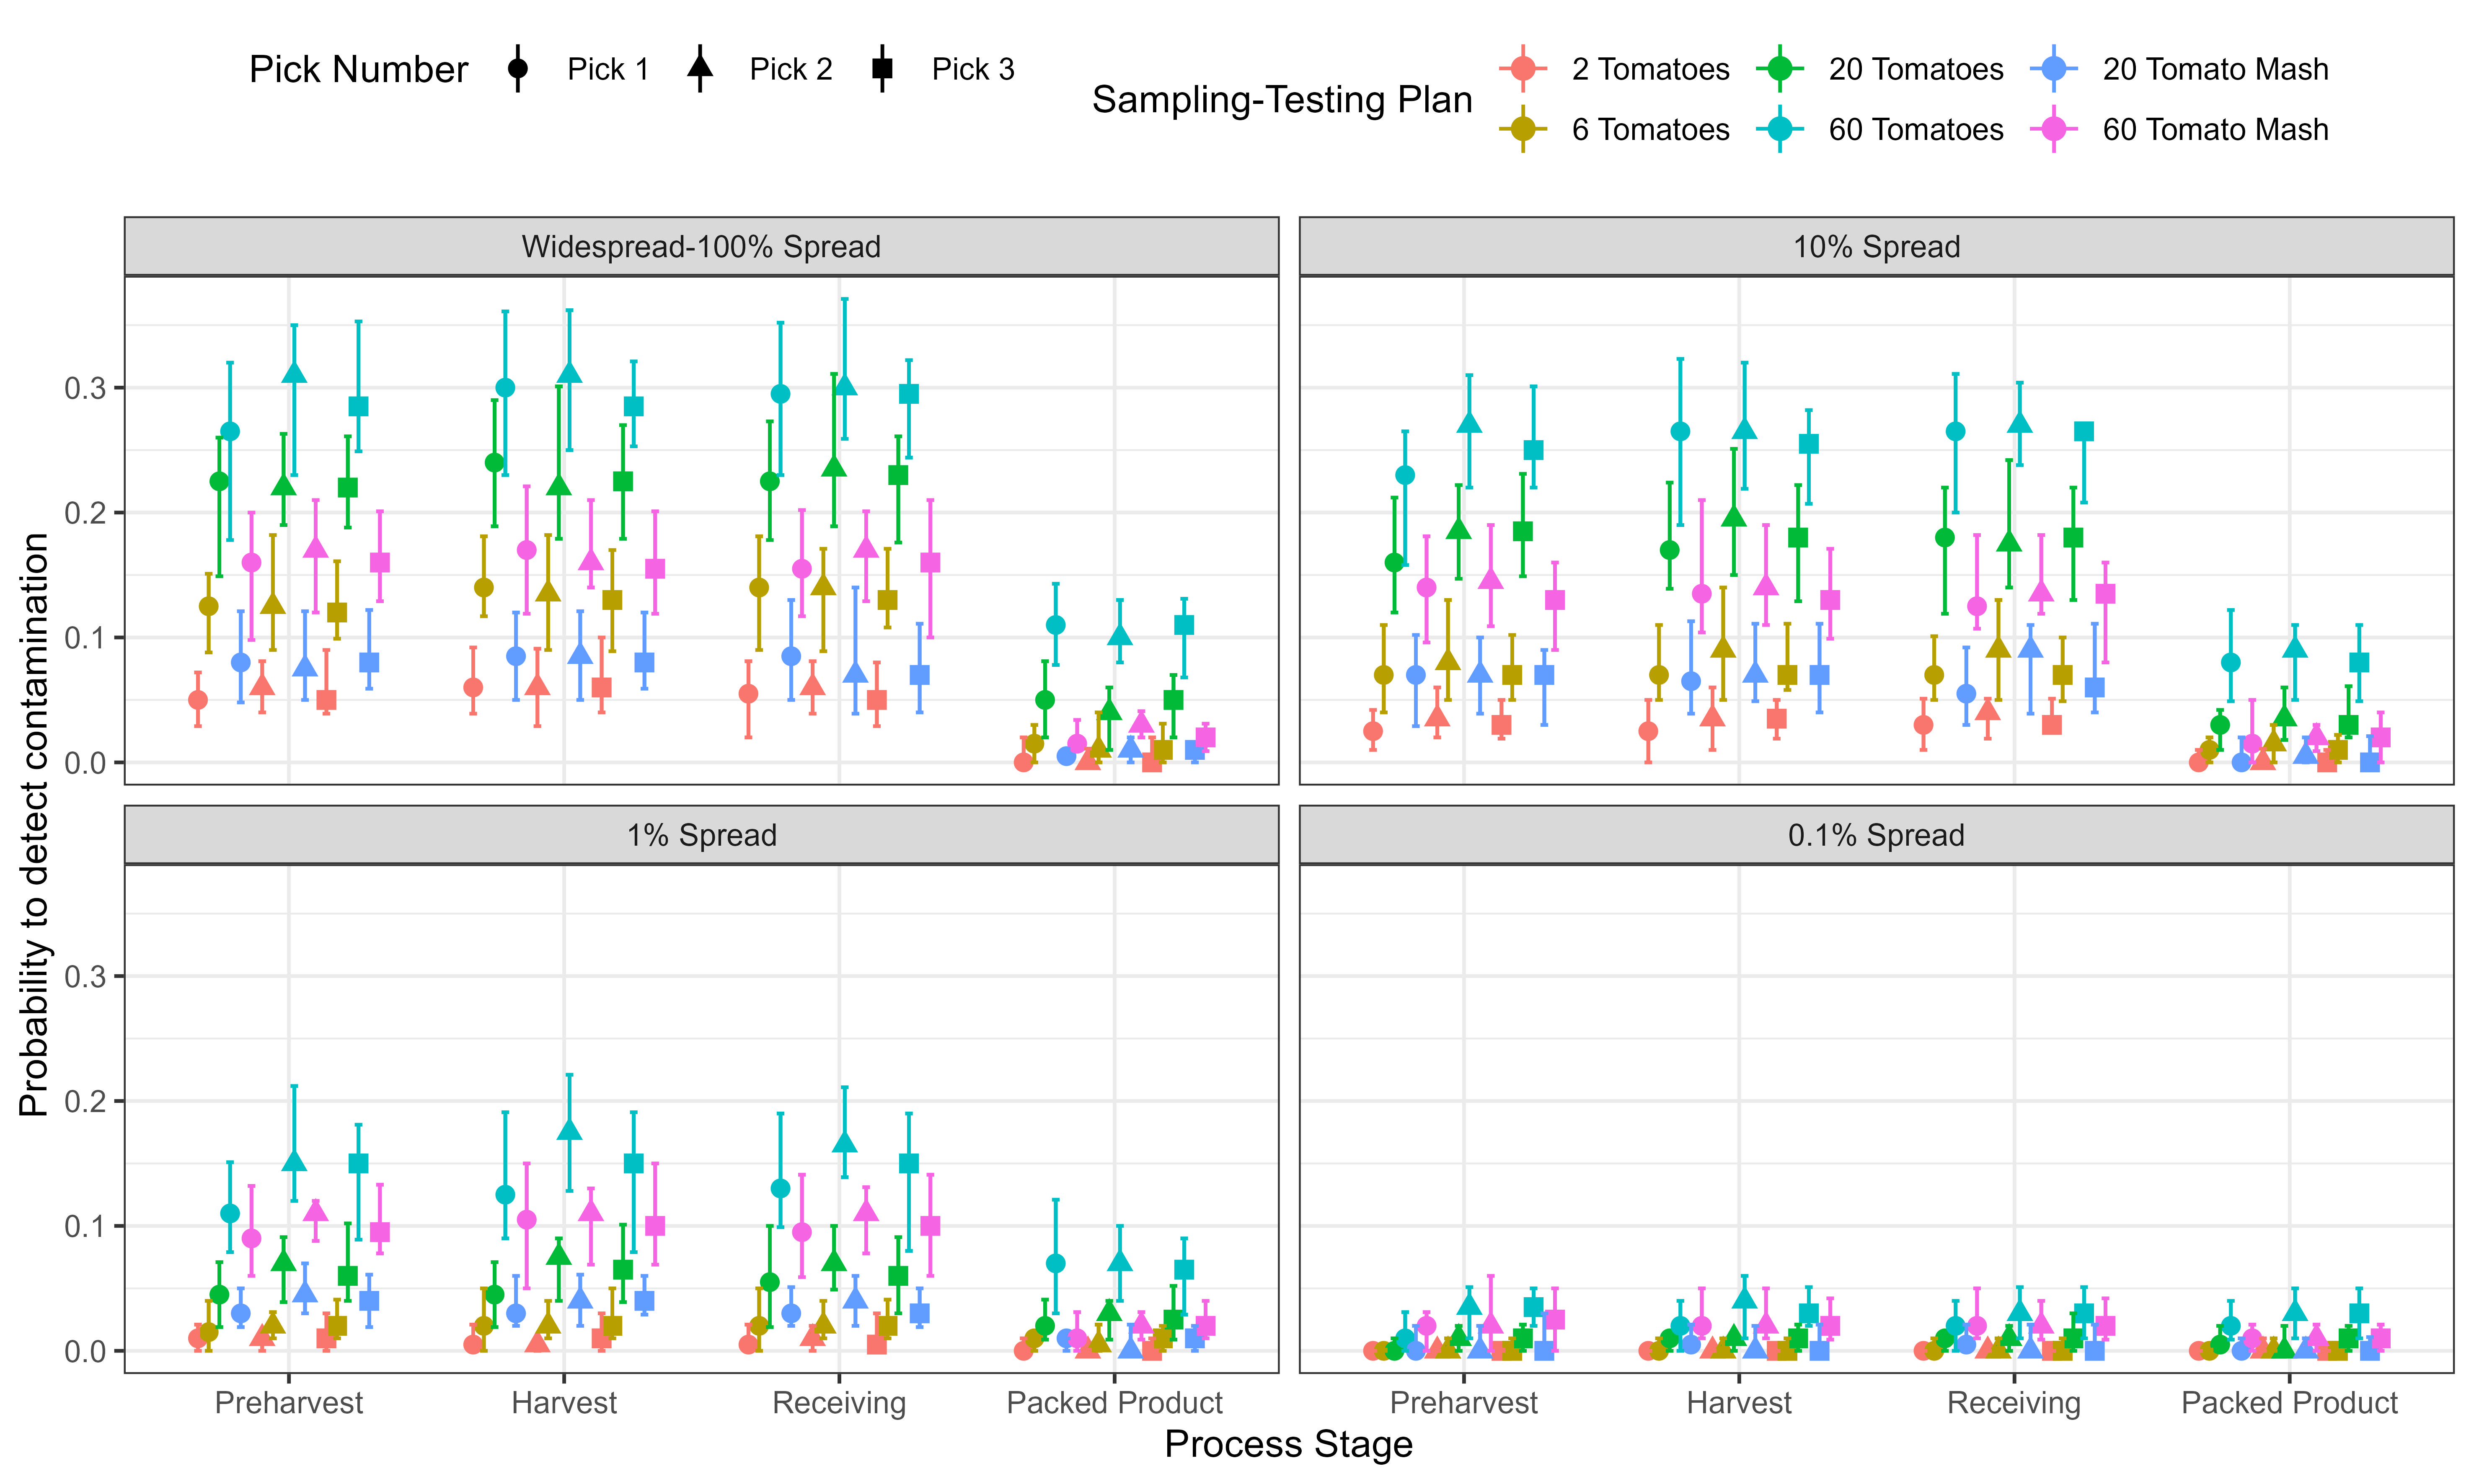 Pick Number Pick 1 Pick 2 Pick 3
Sampling-Testing Plan
2 Tomatoes 20 Tomatoes 20 Tomato Mash
6 Tomatoes 60 Tomatoes 60 Tomato Mash
Widespread-100% Spread
10% Spread
0.3
0.2
0.1
0.0
1% Spread
0.1% Spread
0.3
0.2
0.1
0.0
Probability to detect contamination
Preharvest Harvest Receiving Packed Product
Preharvest Harvest Receiving Packed Product
Process Stage